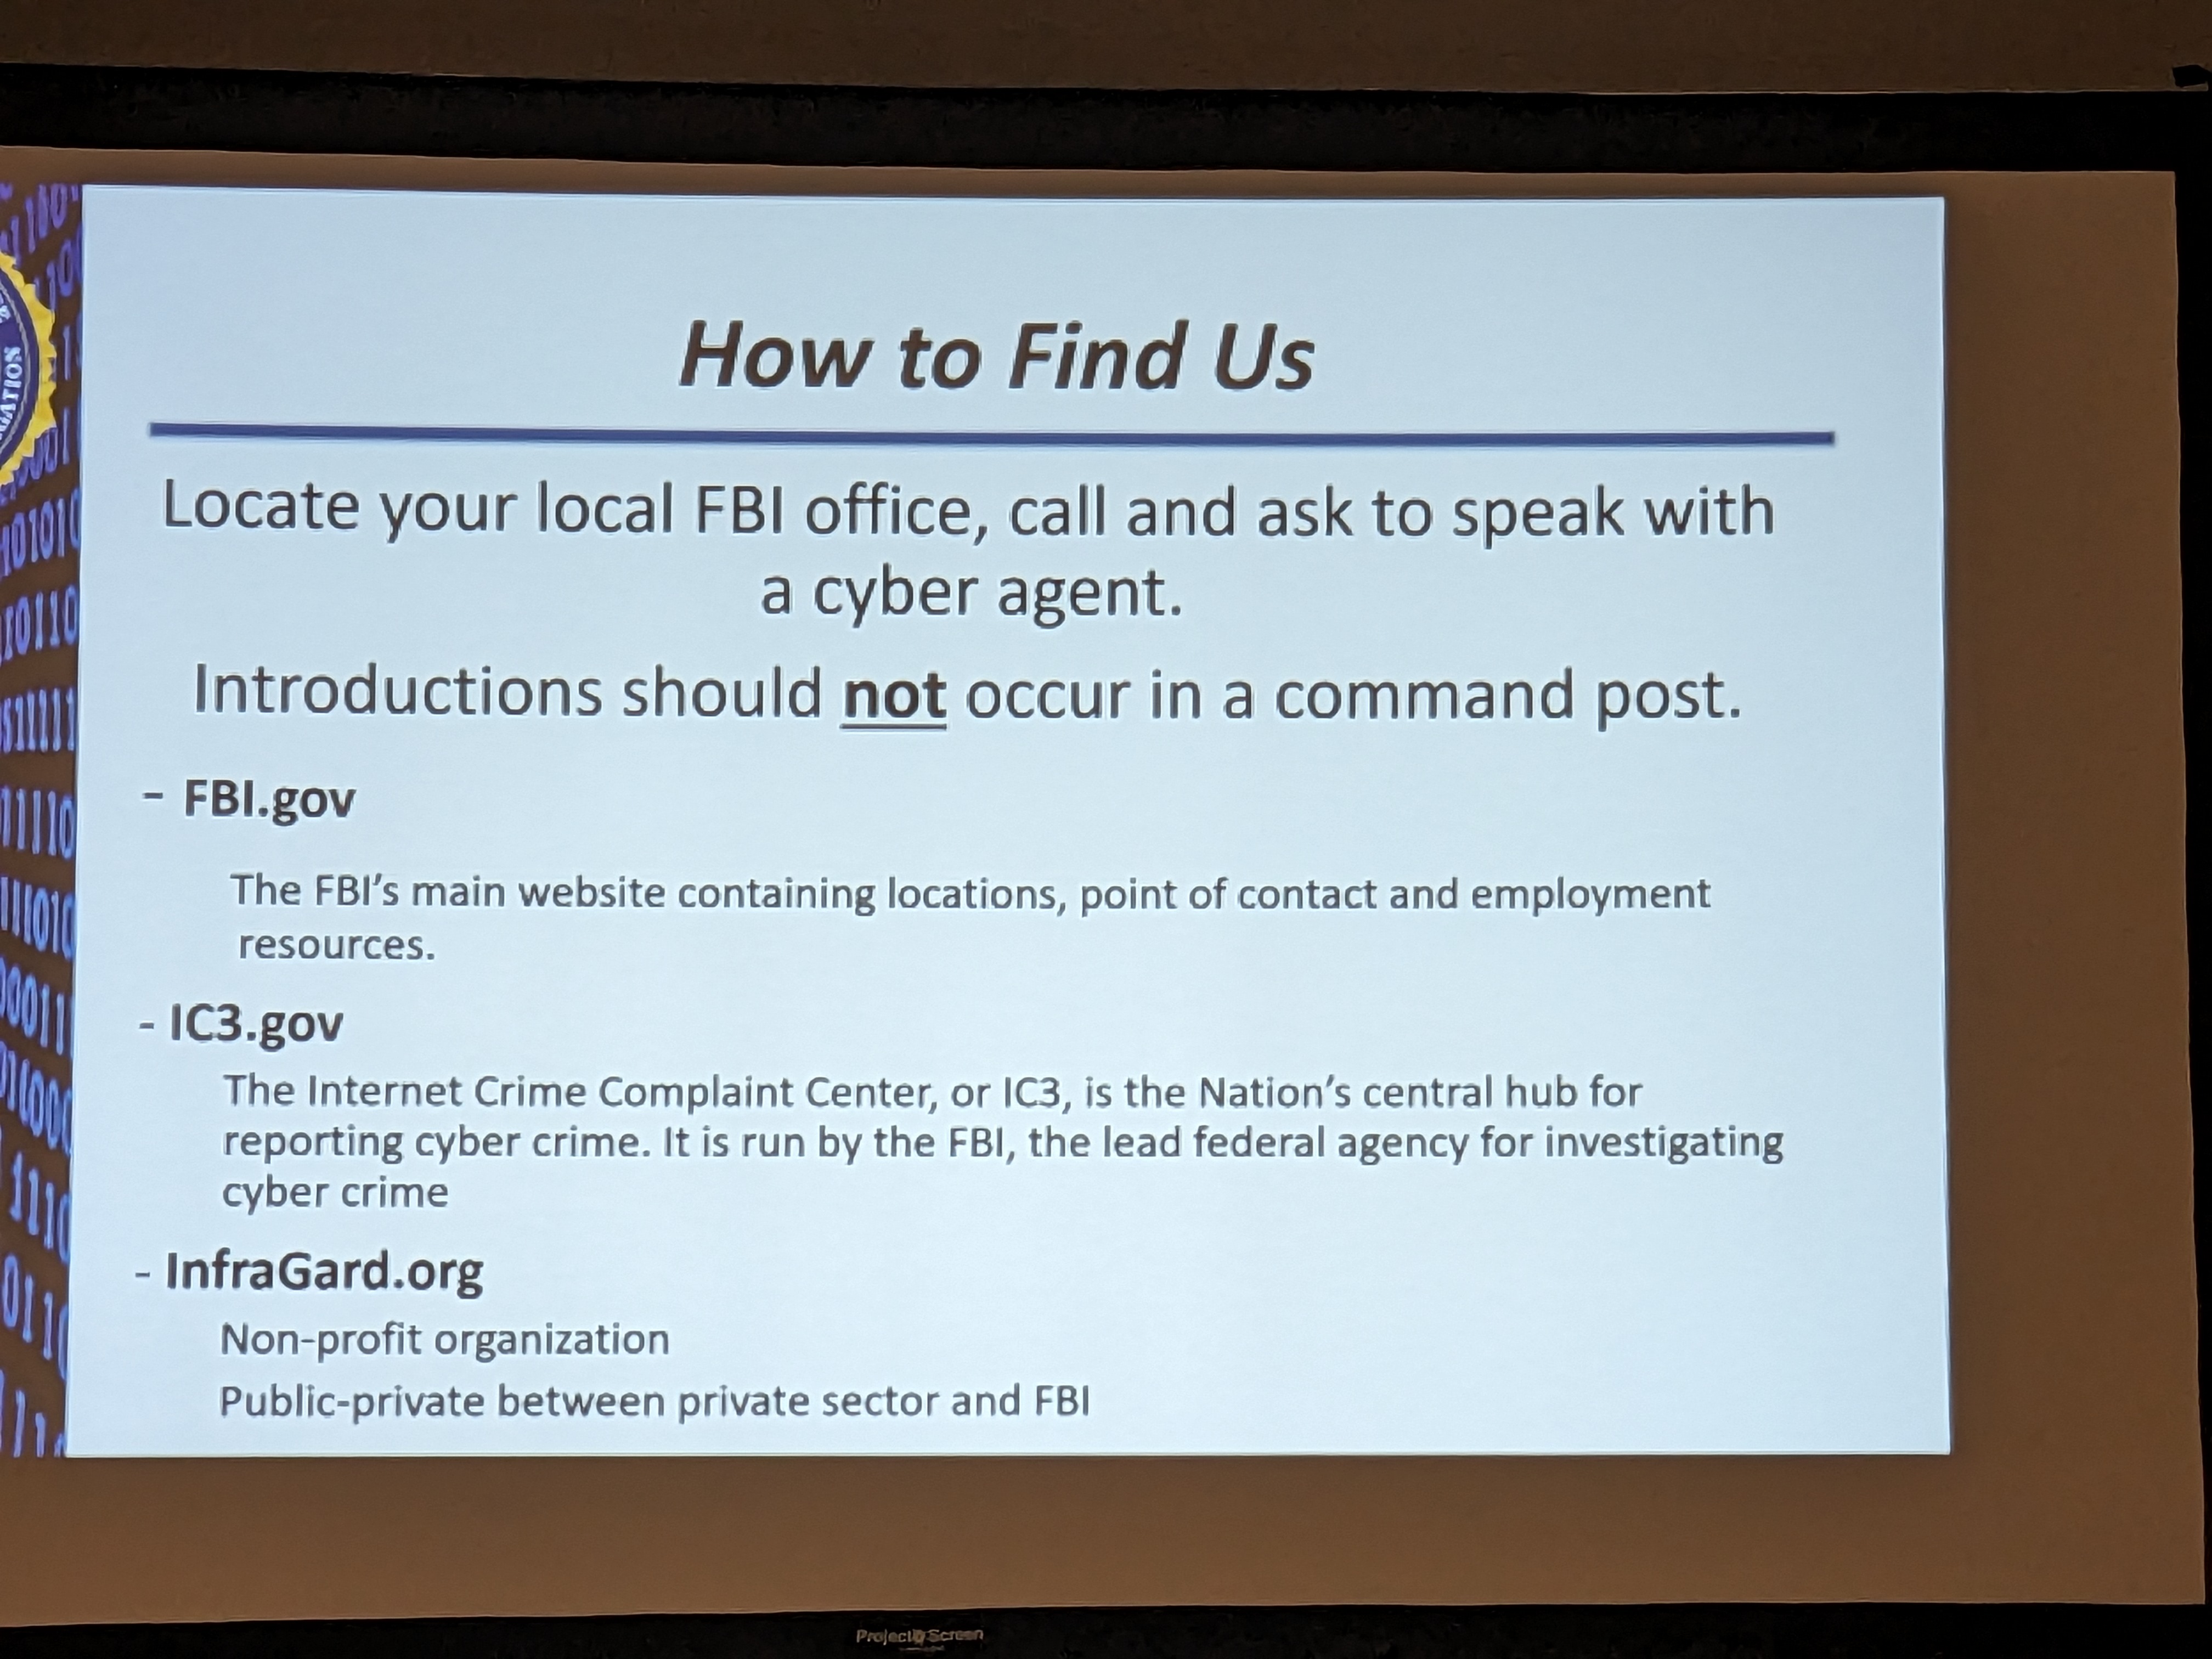 How to Find Us
Locate your local FBI office, call and ask to speak with
a cyber agent.
Introductions should not occur in a command post.
- FBI.gov
The FBI's main website containing locations, point of contact and employment
resources.
- IC3.gov
The Internet Crime Complaint Center, or IC3, is the Nation's central hub for
reporting cyber crime. It is run by the FBI, the lead federal agency for investigating
cyber crime
- InfraGard.org
Non-profit organization
Public-private between private sector and FBI